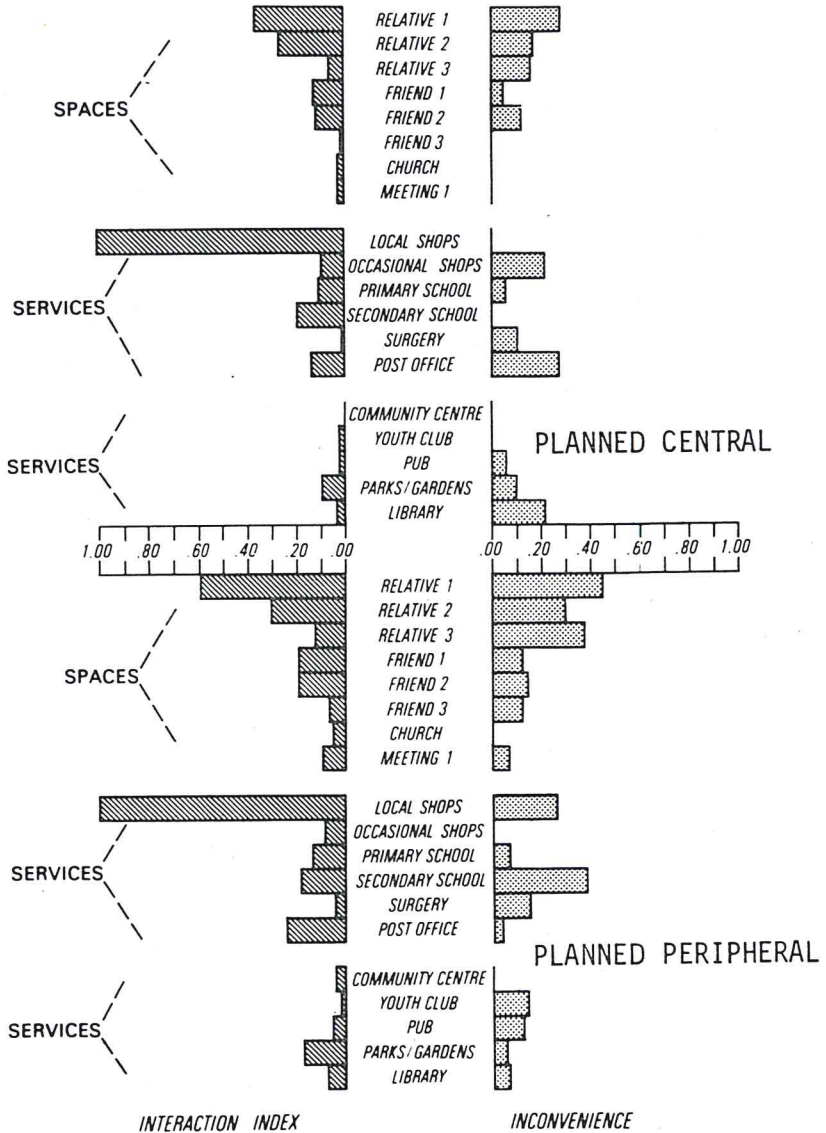 RELATIVE 1
RELATIVE 2
RELATIVE 3
FRIEND 1
SPACES
FRIEND 2
FRIEND 3
CHURCH
MEETING 1
LOCAL SHOPS
OCCASIONAL SHOPS
PRIMARY SCHOOL
SERVICES
SECONDARY SCHOOL
SURGERY
POST OFFICE
COMMUNITY CENTRE
YOUTH CLUB
PLANNED CENTRAL
SERVICES
PUB
PARKS/GARDENS
LIBRARY
1.00 .80 .60 .40 .20 .00
.00 .20 .40 .60 .80 1.00
RELATIVE 1
RELATIVE 2
RELATIVE 3
FRIEND 1
SPACES
FRIEND 2
FRIEND 3
CHURCH
MEETING 1
LOCAL SHOPS
OCCASIONAL SHOPS
PRIMARY SCHOOL
SERVICES
SECONDARY SCHOOL
SURGERY
POST OFFICE
PLANNED PERIPHERAL
COMMUNITY CENTRE
YOUTH CLUB
SERVICES
PUB
PARKS/GARDENS
LIBRARY
INTERACTION INDEX
INCONVENIENCE